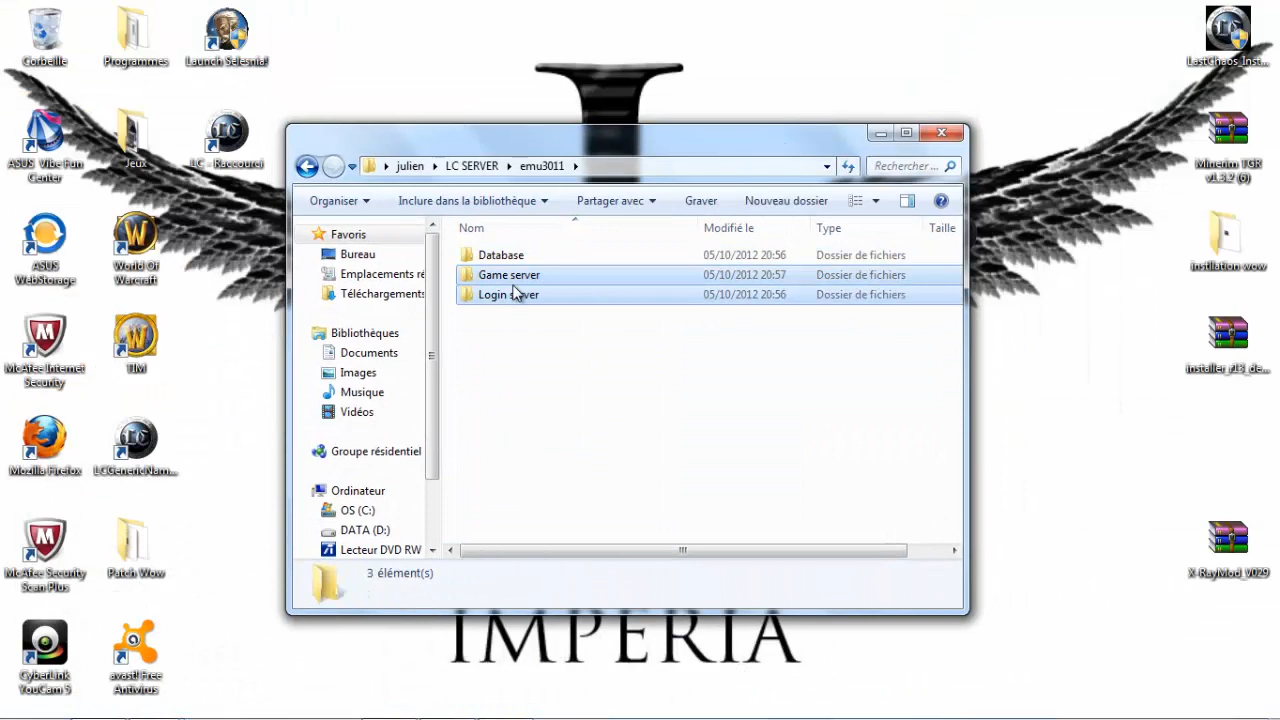 Corbeille
Programmes
Launch Selesnia!
LastChaos_Inst...
ASUS Vibe Fun
Center
Jeux
LC - Raccourci
Minerim TGR
v1.3.2 (6)
ASUS
WebStorage
World Of
Warcraft
instllation wow
McAfee Internet
Security
TIM
Mozilla Firefox
LCGenericNam...
McAfee Security
Scan Plus
Patch Wow
X-RayMod_V029
CyberLink
YouCam 5
avast! Free
Antivirus
julien
LC SERVER
emu3011
Rechercher...
Organiser
Inclure dans la bibliothèque
Partager avec
Graver
Nouveau dossier
Favoris
Bureau
Emplacements ré
Téléchargements
Bibliothèques
Documents
Images
Musique
Vidéos
Groupe résidentiel
Ordinateur
OS (C:)
DATA (D:)
Lecteur DVD RW
Nom Modifié le Type Taille
Database 05/10/2012 20:56 Dossier de fichiers
Game server 05/10/2012 20:57 Dossier de fichiers
Login server 05/10/2012 20:56 Dossier de fichiers
3 élément(s)
IMPERIA